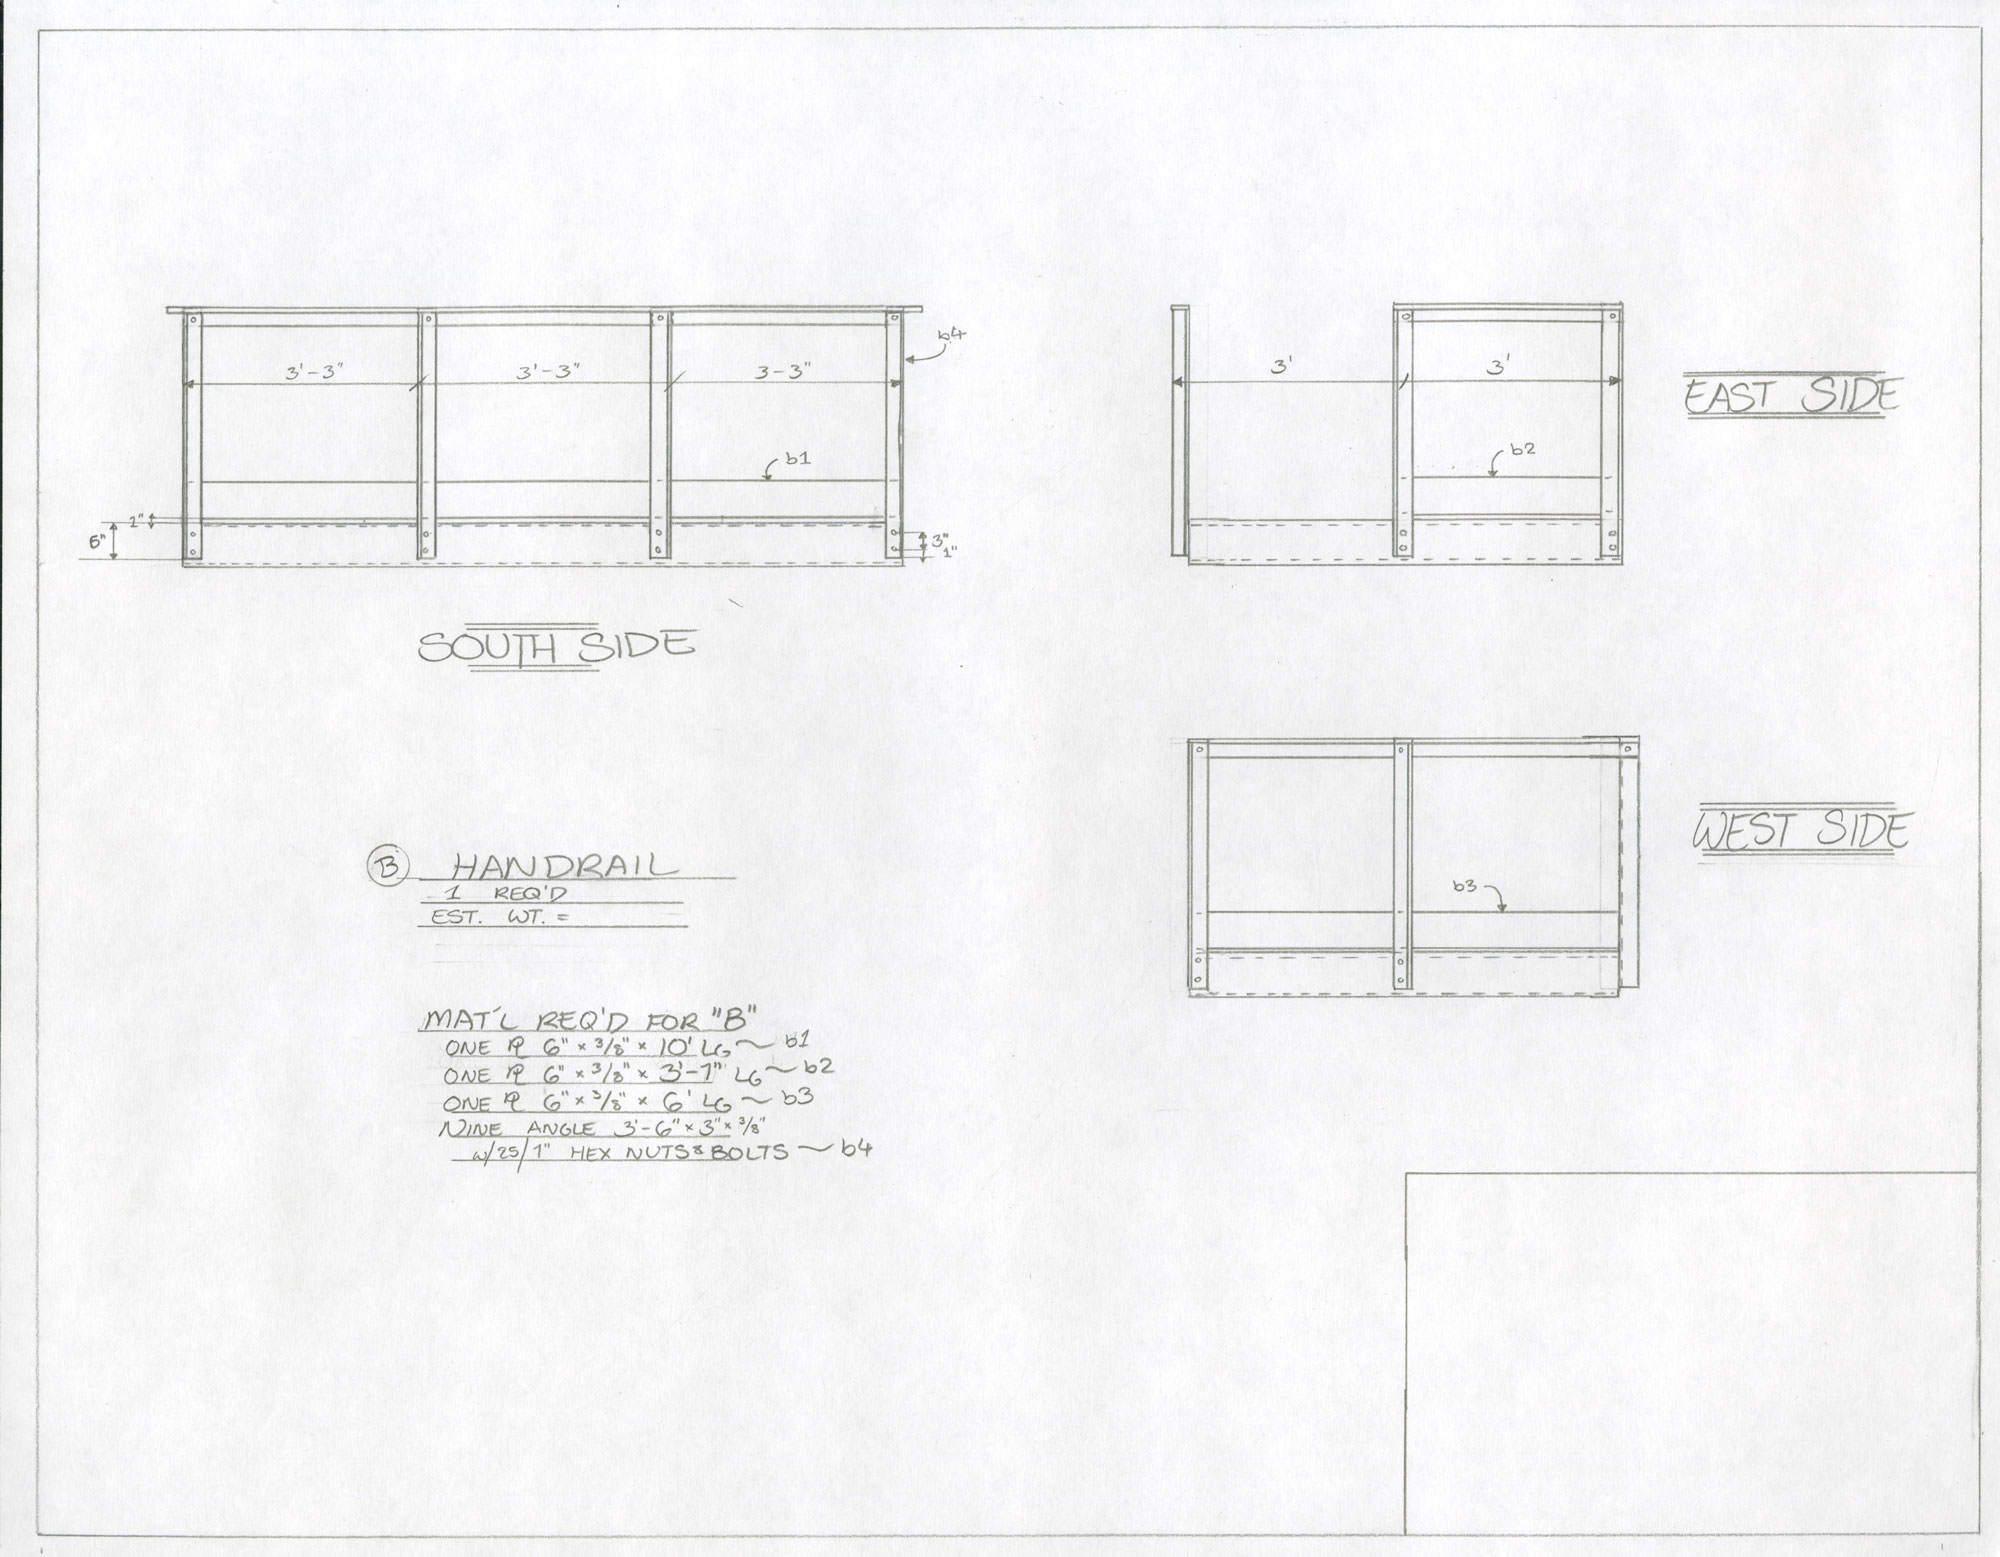 3'-3"
3'-3"
3-3"
b4
b1
1"
6"
3"
1"
SOUTH SIDE
3'
3'
b2
EAST SIDE
b3
WEST SIDE
B HANDRAIL
1 REQ'D
EST. WT. =
MAT'L REQ'D FOR "B"
ONE ℄ 6" × 3/8" × 10' LG ~ b1
ONE ℄ 6" × 3/8" × 3'-1" LG ~ b2
ONE ℄ 6" × 3/8" × 6' LG ~ b3
NINE ANGLE 3'-6" × 3" × 3/8"
w/25/1" HEX NUTS & BOLTS ~ b4